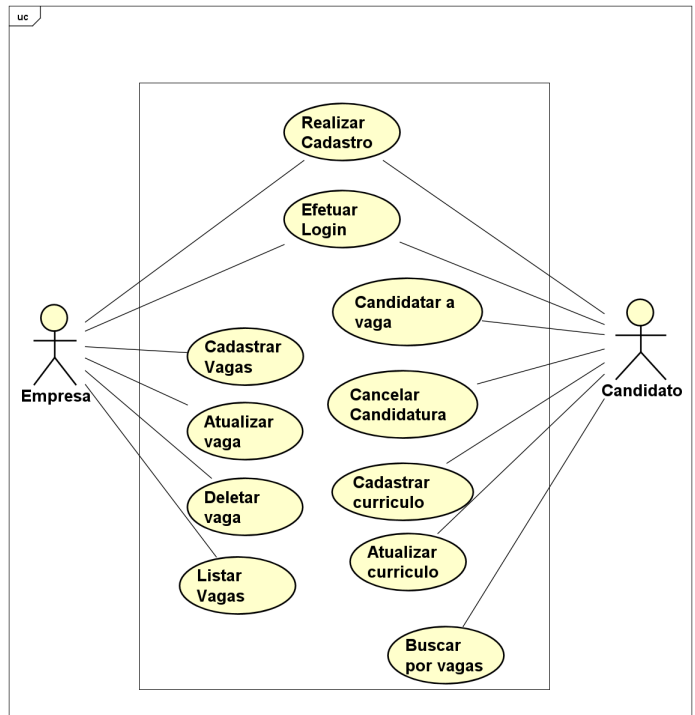 uc
Realizar
Cadastro
Efetuar
Login
Candidatar a
vaga
Cadastrar
Vagas
Empresa
Candidato
Cancelar
Candidatura
Atualizar
vaga
Cadastrar
curriculo
Deletar
vaga
Atualizar
curriculo
Listar
Vagas
Buscar
por vagas